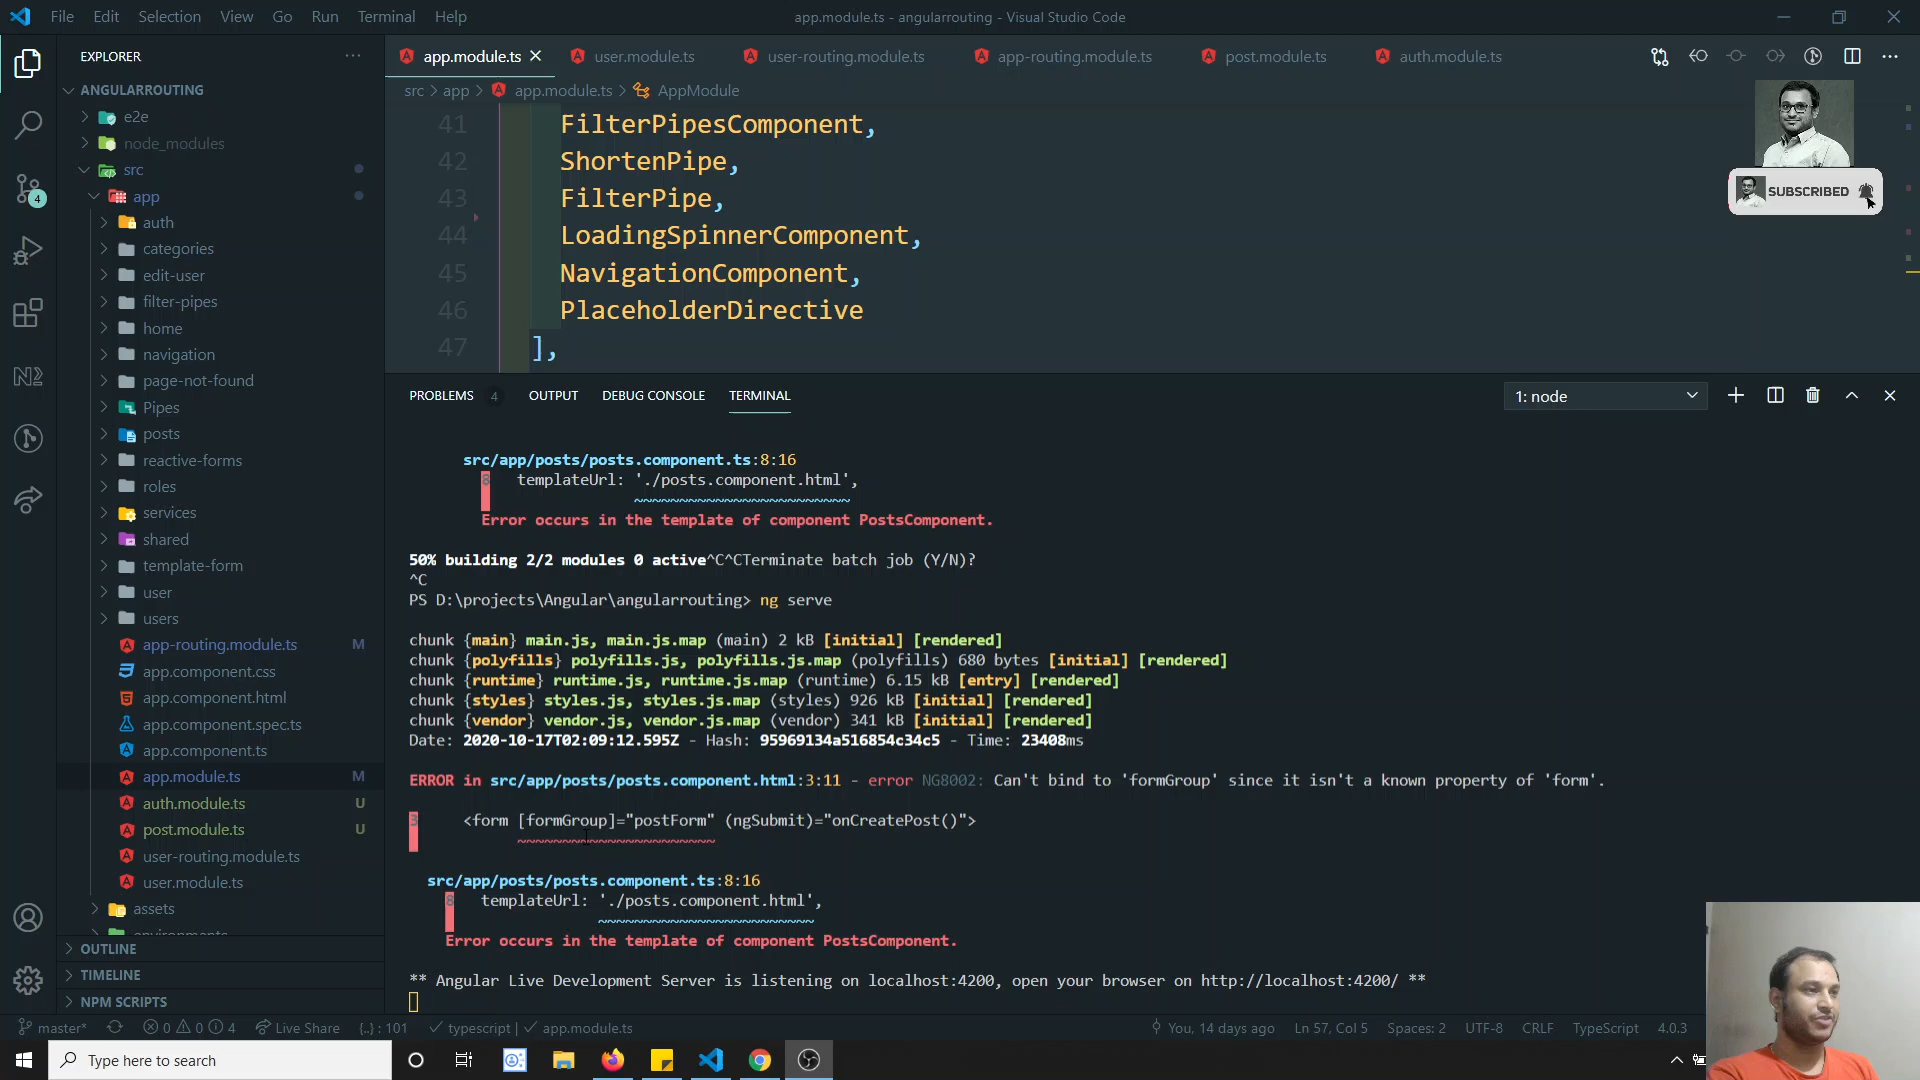 File Edit Selection View Go Run Terminal Help
app.module.ts - angularrouting - Visual Studio Code
EXPLORER
ANGULARROUTING
e2e
node_modules
src
app
auth
categories
edit-user
filter-pipes
home
navigation
page-not-found
Pipes
posts
reactive-forms
roles
services
shared
template-form
user
users
app-routing.module.ts M
app.component.css
app.component.html
app.component.spec.ts
app.component.ts
app.module.ts M
auth.module.ts U
post.module.ts U
user-routing.module.ts
user.module.ts
assets
environments
OUTLINE
TIMELINE
NPM SCRIPTS
4
app.module.ts user.module.ts user-routing.module.ts app-routing.module.ts post.module.ts auth.module.ts
src > app > app.module.ts > AppModule
41 FilterPipesComponent,
42 ShortenPipe,
43 FilterPipe,
44 LoadingSpinnerComponent,
45 NavigationComponent,
46 PlaceholderDirective
47 ],
SUBSCRIBED
PROBLEMS 4 OUTPUT DEBUG CONSOLE TERMINAL
1: node
src/app/posts/posts.component.ts:8:16
8 templateUrl: './posts.component.html',
~~~~~~~~~~~~~~~~~~~~~~~~
Error occurs in the template of component PostsComponent.
50% building 2/2 modules 0 active^C^CTerminate batch job (Y/N)?
^C
PS D:\projects\Angular\angularrouting> ng serve
chunk {main} main.js, main.js.map (main) 2 kB [initial] [rendered]
chunk {polyfills} polyfills.js, polyfills.js.map (polyfills) 680 bytes [initial] [rendered]
chunk {runtime} runtime.js, runtime.js.map (runtime) 6.15 kB [entry] [rendered]
chunk {styles} styles.js, styles.js.map (styles) 926 kB [initial] [rendered]
chunk {vendor} vendor.js, vendor.js.map (vendor) 341 kB [initial] [rendered]
Date: 2020-10-17T02:09:12.595Z - Hash: 95969134a516854c34c5 - Time: 23408ms
ERROR in src/app/posts/posts.component.html:3:11 - error NG8002: Can't bind to 'formGroup' since it isn't a known property of 'form'.
3 <form [formGroup]="postForm" (ngSubmit)="onCreatePost()">
~~~~~~~~~~~~~~~~~~~~~~
src/app/posts/posts.component.ts:8:16
8 templateUrl: './posts.component.html',
~~~~~~~~~~~~~~~~~~~~~~~~
Error occurs in the template of component PostsComponent.
** Angular Live Development Server is listening on localhost:4200, open your browser on http://localhost:4200/ **
master* 0 0 4 Live Share {..} : 101 typescript | app.module.ts You, 14 days ago Ln 57, Col 5 Spaces: 2 UTF-8 CRLF TypeScript 4.0.3
Type here to search